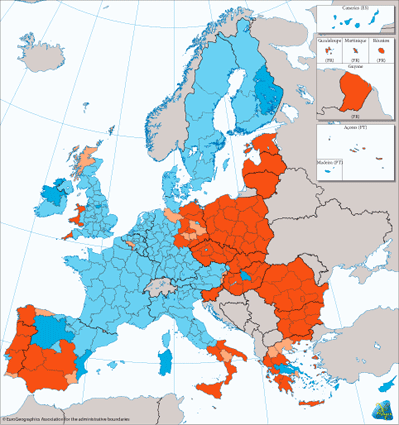 Canarias (ES)
Guadeloupe Martinique Réunion
(FR) (FR) (FR)
Guyane
(FR)
Açores (PT)
Madeira (PT)
© EuroGeographics Association for the administrative boundaries